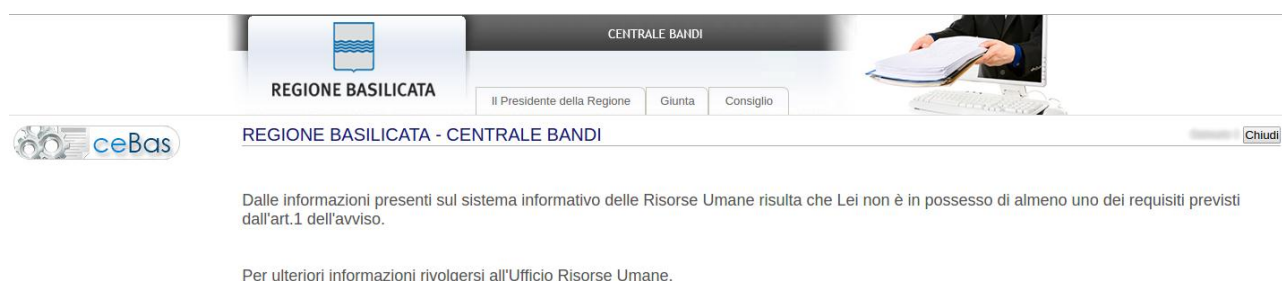 CENTRALE BANDI
REGIONE BASILICATA
Il Presidente della Regione
Giunta
Consiglio
ceBas
REGIONE BASILICATA - CENTRALE BANDI
Chiudi
Dalle informazioni presenti sul sistema informativo delle Risorse Umane risulta che Lei non è in possesso di almeno uno dei requisiti previsti
dall'art.1 dell'avviso.
Per ulteriori informazioni rivolgersi all'Ufficio Risorse Umane.